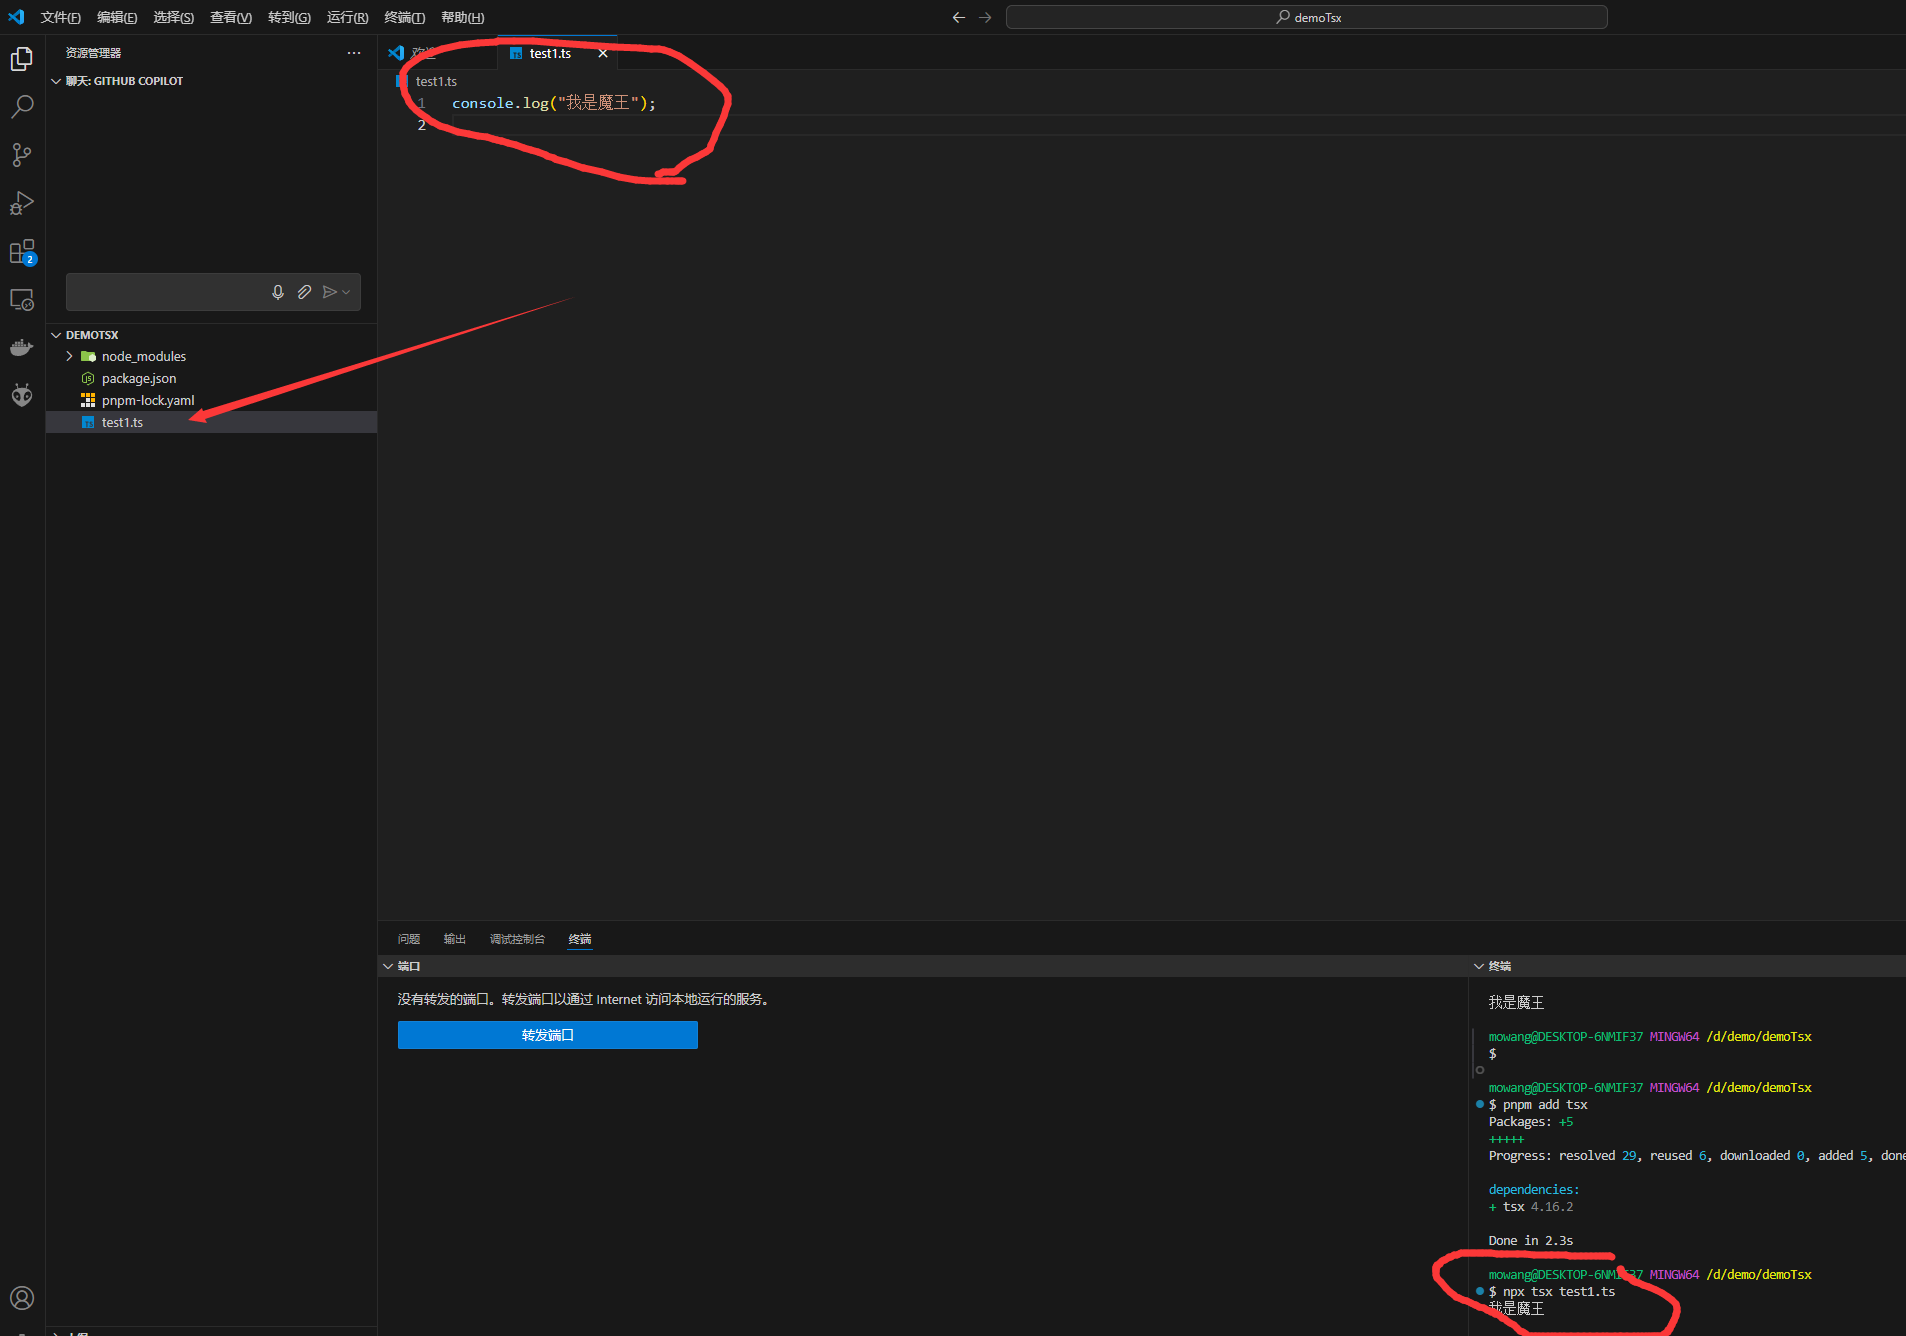 文件(F) 编辑(E) 选择(S) 查看(V) 转到(G) 运行(R) 终端(T) 帮助(H)
demoTsx
资源管理器
聊天: GITHUB COPILOT
2
DEMOTSX
node_modules
package.json
pnpm-lock.yaml
TS test1.ts
TS test1.ts
test1.ts
1 console.log("我是魔王");
2
问题 输出 调试控制台 终端
端口
没有转发的端口。转发端口以通过 Internet 访问本地运行的服务。
转发端口
终端
我是魔王
mowang@DESKTOP-6NMIF37 MINGW64 /d/demo/demoTsx
$
mowang@DESKTOP-6NMIF37 MINGW64 /d/demo/demoTsx
$ pnpm add tsx
Packages: +5
+++++
Progress: resolved 29, reused 6, downloaded 0, added 5, done
dependencies:
+ tsx 4.16.2
Done in 2.3s
mowang@DESKTOP-6NMIF37 MINGW64 /d/demo/demoTsx
$ npx tsx test1.ts
我是魔王